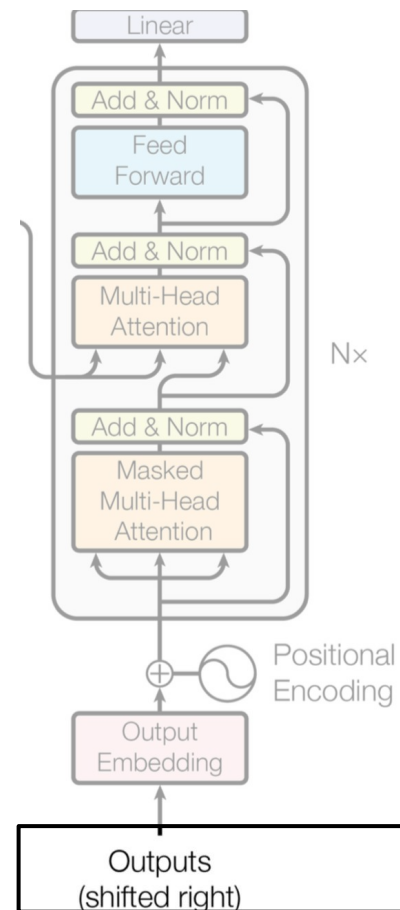 Linear
Add & Norm
Feed
Forward
Add & Norm
Multi-Head
Attention
N×
Add & Norm
Masked
Multi-Head
Attention
Positional
Encoding
Output
Embedding
Outputs
(shifted right)